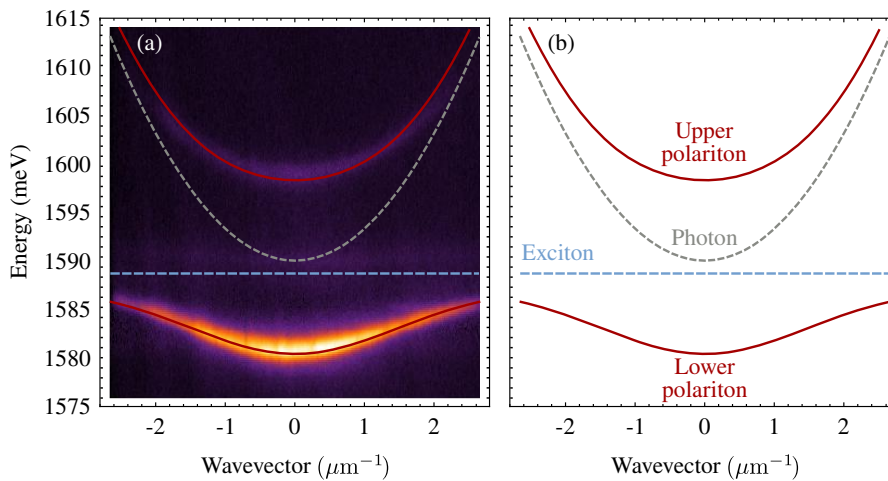 1615
1610
1605
1600
1595
1590
1585
1580
1575
Energy (meV)
(a)
-2 -1 0 1 2
Wavevector (μm⁻¹)
(b)
Upper
polariton
Photon
Exciton
Lower
polariton
-2 -1 0 1 2
Wavevector (μm⁻¹)